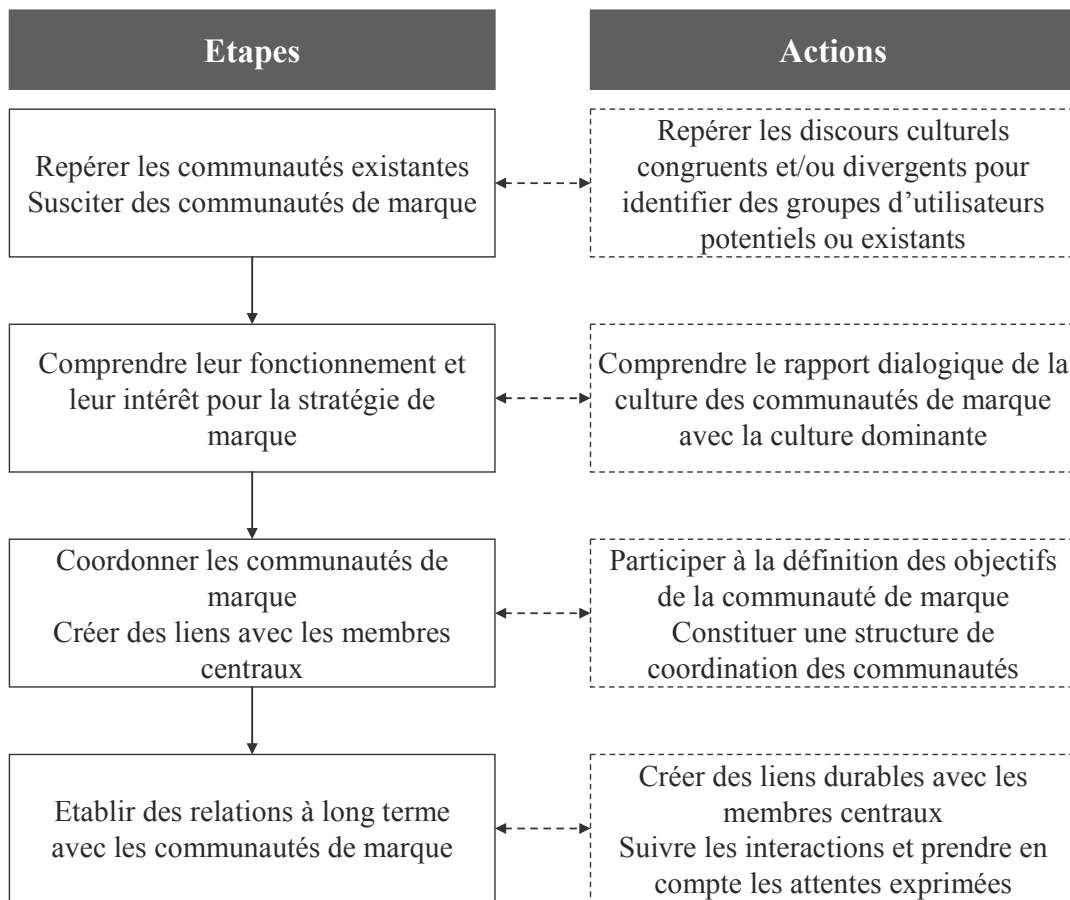 Etapes
Actions
Repérer les communautés existantes
Susciter des communautés de marque
Repérer les discours culturels
congruents et/ou divergents pour
identifier des groupes d’utilisateurs
potentiels ou existants
Comprendre leur fonctionnement et
leur intérêt pour la stratégie de
marque
Comprendre le rapport dialogique de la
culture des communautés de marque
avec la culture dominante
Coordonner les communautés de
marque
Créer des liens avec les membres
centraux
Participer à la définition des objectifs
de la communauté de marque
Constituer une structure de
coordination des communautés
Etablir des relations à long terme
avec les communautés de marque
Créer des liens durables avec les
membres centraux
Suivre les interactions et prendre en
compte les attentes exprimées